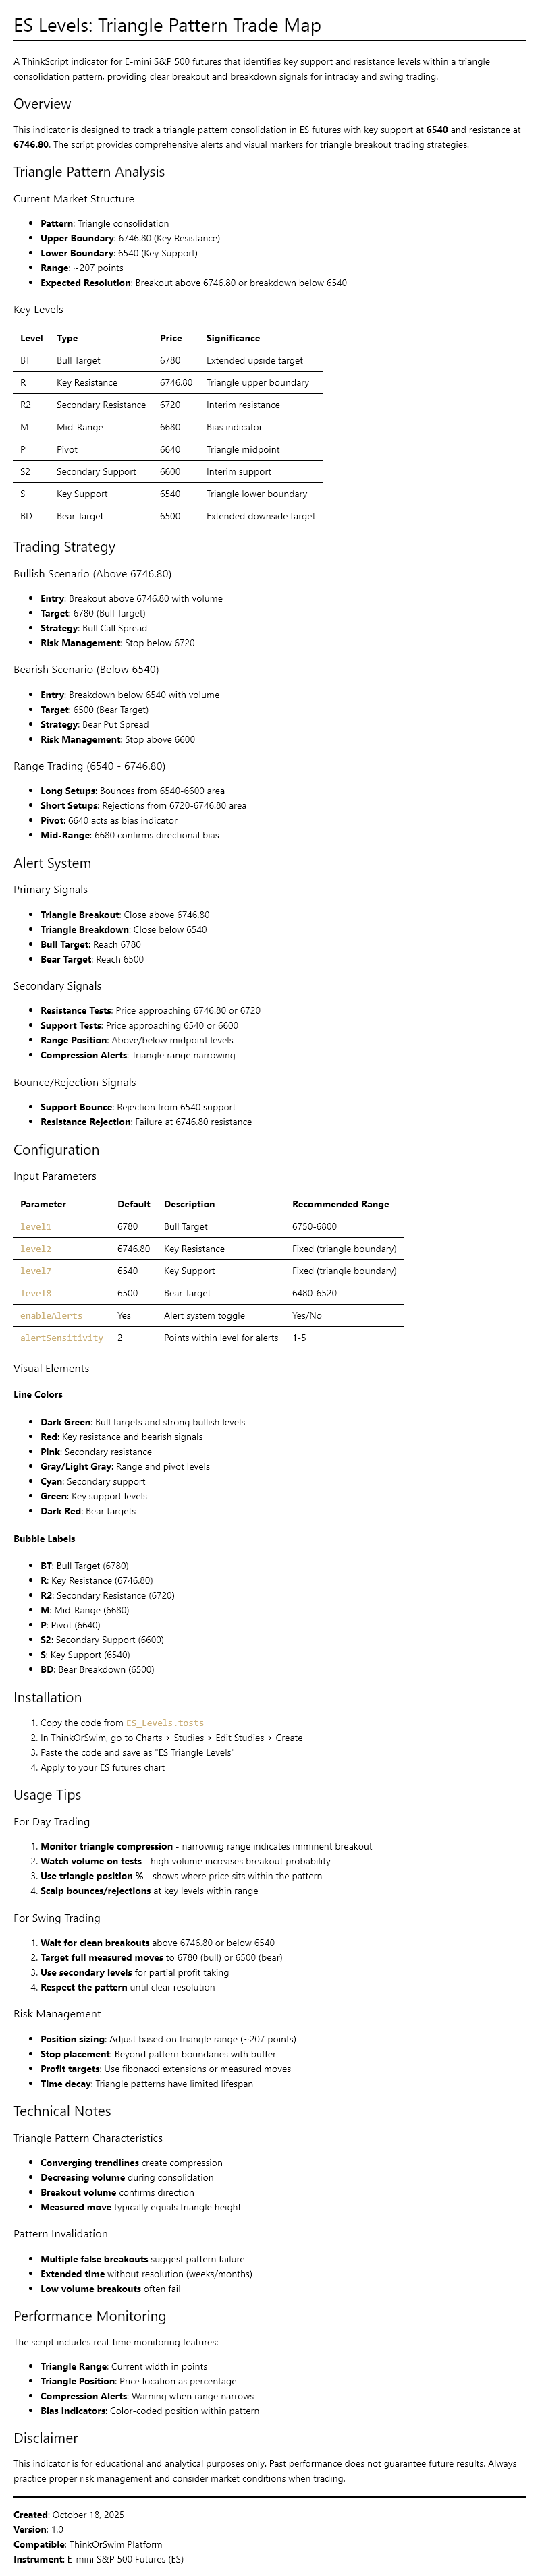 ES Levels: Triangle Pattern Trade Map
A ThinkScript indicator for E-mini S&P 500 futures that identifies key support and resistance levels within a triangle
consolidation pattern, providing clear breakout and breakdown signals for intraday and swing trading.
Overview
This indicator is designed to track a triangle pattern consolidation in ES futures with key support at 6540 and resistance at
6746.80. The script provides comprehensive alerts and visual markers for triangle breakout trading strategies.
Triangle Pattern Analysis
Current Market Structure
• Pattern: Triangle consolidation
• Upper Boundary: 6746.80 (Key Resistance)
• Lower Boundary: 6540 (Key Support)
• Range: ~207 points
• Expected Resolution: Breakout above 6746.80 or breakdown below 6540
Key Levels
Level Type Price Significance
BT Bull Target 6780 Extended upside target
R Key Resistance 6746.80 Triangle upper boundary
R2 Secondary Resistance 6720 Interim resistance
M Mid-Range 6680 Bias indicator
P Pivot 6640 Triangle midpoint
S2 Secondary Support 6600 Interim support
S Key Support 6540 Triangle lower boundary
BD Bear Target 6500 Extended downside target
Trading Strategy
Bullish Scenario (Above 6746.80)
• Entry: Breakout above 6746.80 with volume
• Target: 6780 (Bull Target)
• Strategy: Bull Call Spread
• Risk Management: Stop below 6720
Bearish Scenario (Below 6540)
• Entry: Breakdown below 6540 with volume
• Target: 6500 (Bear Target)
• Strategy: Bear Put Spread
• Risk Management: Stop above 6600
Range Trading (6540 - 6746.80)
• Long Setups: Bounces from 6540-6600 area
• Short Setups: Rejections from 6720-6746.80 area
• Pivot: 6640 acts as bias indicator
• Mid-Range: 6680 confirms directional bias
Alert System
Primary Signals
• Triangle Breakout: Close above 6746.80
• Triangle Breakdown: Close below 6540
• Bull Target: Reach 6780
• Bear Target: Reach 6500
Secondary Signals
• Resistance Tests: Price approaching 6746.80 or 6720
• Support Tests: Price approaching 6540 or 6600
• Range Position: Above/below midpoint levels
• Compression Alerts: Triangle range narrowing
Bounce/Rejection Signals
• Support Bounce: Rejection from 6540 support
• Resistance Rejection: Failure at 6746.80 resistance
Configuration
Input Parameters
Parameter Default Description Recommended Range
level1 6780 Bull Target 6750-6800
level2 6746.80 Key Resistance Fixed (triangle boundary)
level7 6540 Key Support Fixed (triangle boundary)
level8 6500 Bear Target 6480-6520
enableAlerts Yes Alert system toggle Yes/No
alertSensitivity 2 Points within level for alerts 1-5
Visual Elements
Line Colors
• Dark Green: Bull targets and strong bullish levels
• Red: Key resistance and bearish signals
• Pink: Secondary resistance
• Gray/Light Gray: Range and pivot levels
• Cyan: Secondary support
• Green: Key support levels
• Dark Red: Bear targets
Bubble Labels
• BT: Bull Target (6780)
• R: Key Resistance (6746.80)
• R2: Secondary Resistance (6720)
• M: Mid-Range (6680)
• P: Pivot (6640)
• S2: Secondary Support (6600)
• S: Key Support (6540)
• BD: Bear Breakdown (6500)
Installation
1. Copy the code from ES_Levels.tosts
2. In ThinkOrSwim, go to Charts > Studies > Edit Studies > Create
3. Paste the code and save as "ES Triangle Levels"
4. Apply to your ES futures chart
Usage Tips
For Day Trading
1. Monitor triangle compression - narrowing range indicates imminent breakout
2. Watch volume on tests - high volume increases breakout probability
3. Use triangle position % - shows where price sits within the pattern
4. Scalp bounces/rejections at key levels within range
For Swing Trading
1. Wait for clean breakouts above 6746.80 or below 6540
2. Target full measured moves to 6780 (bull) or 6500 (bear)
3. Use secondary levels for partial profit taking
4. Respect the pattern until clear resolution
Risk Management
• Position sizing: Adjust based on triangle range (~207 points)
• Stop placement: Beyond pattern boundaries with buffer
• Profit targets: Use fibonacci extensions or measured moves
• Time decay: Triangle patterns have limited lifespan
Technical Notes
Triangle Pattern Characteristics
• Converging trendlines create compression
• Decreasing volume during consolidation
• Breakout volume confirms direction
• Measured move typically equals triangle height
Pattern Invalidation
• Multiple false breakouts suggest pattern failure
• Extended time without resolution (weeks/months)
• Low volume breakouts often fail
Performance Monitoring
The script includes real-time monitoring features:
• Triangle Range: Current width in points
• Triangle Position: Price location as percentage
• Compression Alerts: Warning when range narrows
• Bias Indicators: Color-coded position within pattern
Disclaimer
This indicator is for educational and analytical purposes only. Past performance does not guarantee future results. Always
practice proper risk management and consider market conditions when trading.
Created: October 18, 2025
Version: 1.0
Compatible: ThinkOrSwim Platform
Instrument: E-mini S&P 500 Futures (ES)